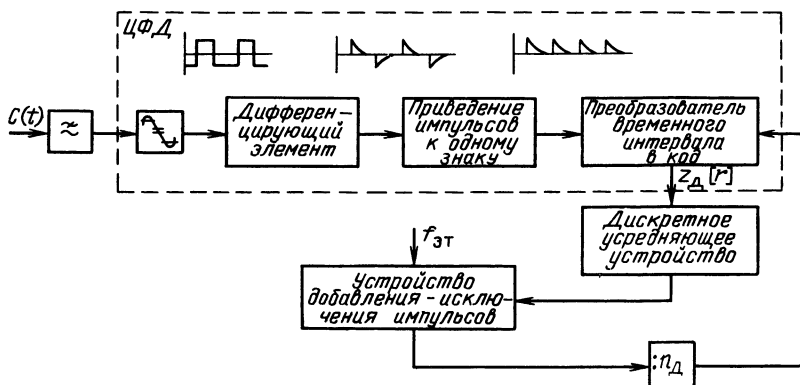 ЦФД
C(t)
≈
Дифферен-
цирующий
элемент
Приведение
импульсов
к одному
знаку
Преобразователь
временного
интервала
в код
z_Д [r]
f_эт
Дискретное
усредняющее
устройство
Устройство
добавления-исклю-
чения импульсов
:n_Д